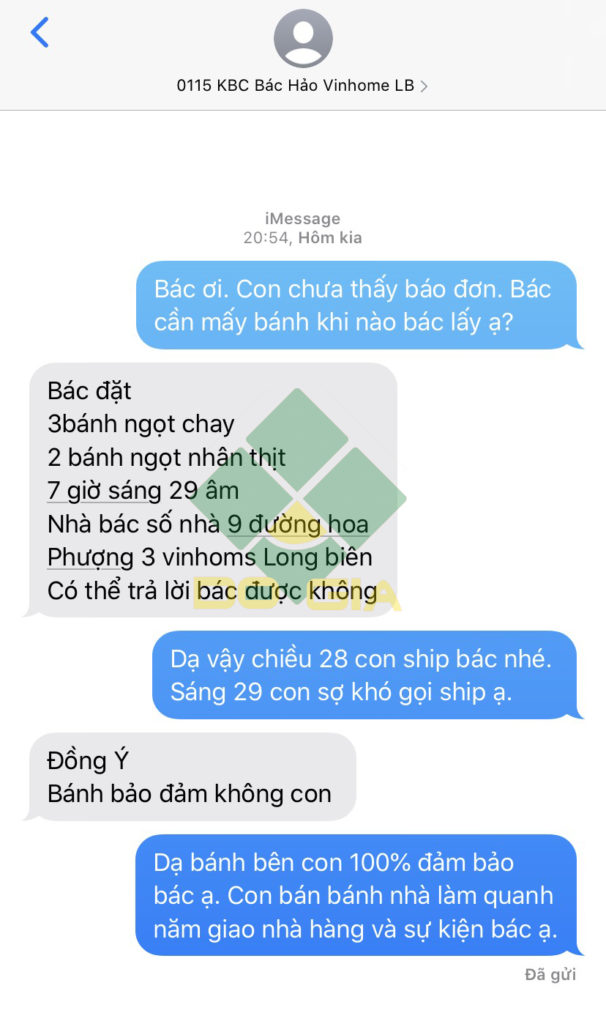 0115 KBC Bác Hảo Vinhome LB
iMessage
20:54, Hôm kia
Bác ơi. Con chưa thấy báo đơn. Bác
cần mấy bánh khi nào bác lấy ạ?
Bác đặt
3bánh ngọt chay
2 bánh ngọt nhân thịt
7 giờ sáng 29 âm
Nhà bác số nhà 9 đường hoa
Phượng 3 vinhoms Long biên
Có thể trả lời bác được không
DO GIA
Dạ vậy chiều 28 con ship bác nhé.
Sáng 29 con sợ khó gọi ship ạ.
Đồng Ý
Bánh bảo đảm không con
Dạ bánh bên con 100% đảm bảo
bác ạ. Con bán bánh nhà làm quanh
năm giao nhà hàng và sự kiện bác ạ.
Đã gửi